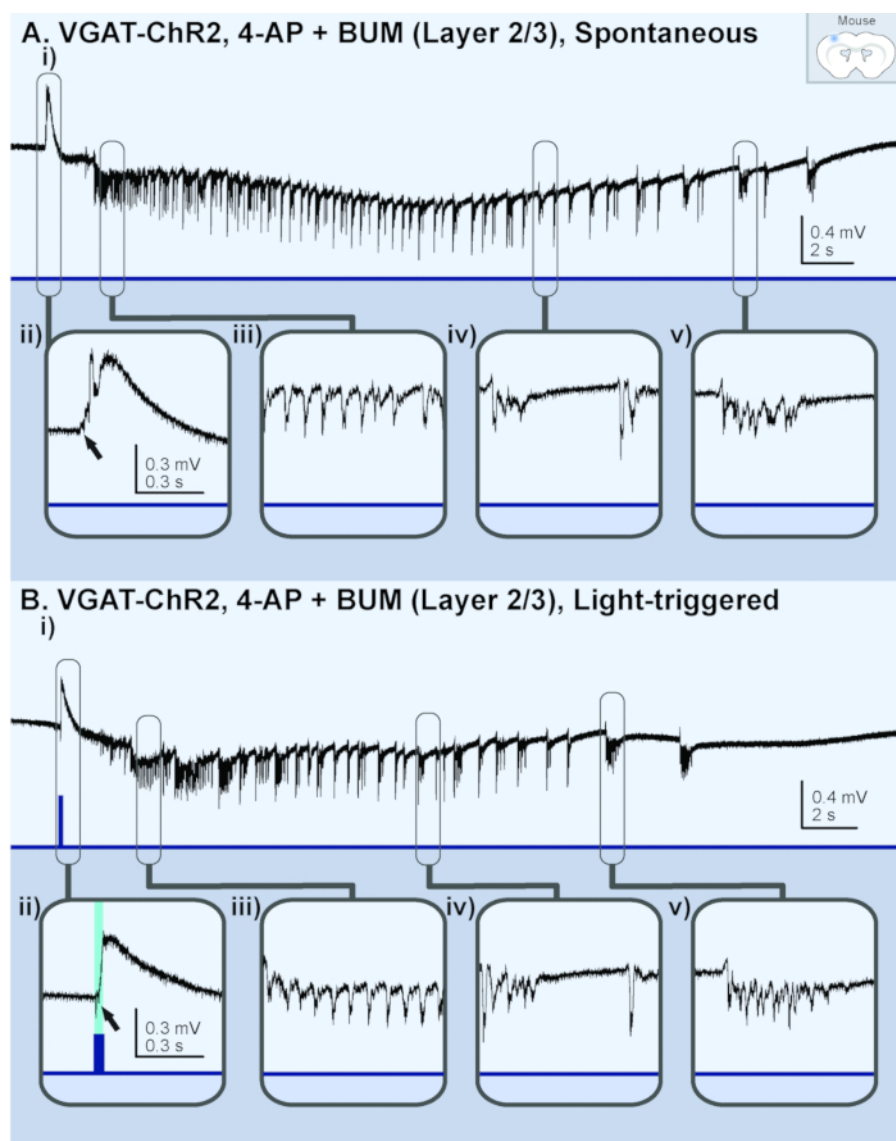 A. VGAT-ChR2, 4-AP + BUM (Layer 2/3), Spontaneous
Mouse
i)
0.4 mV
2 s
ii)
iii)
iv)
v)
0.3 mV
0.3 s
B. VGAT-ChR2, 4-AP + BUM (Layer 2/3), Light-triggered
i)
0.4 mV
2 s
ii)
iii)
iv)
v)
0.3 mV
0.3 s